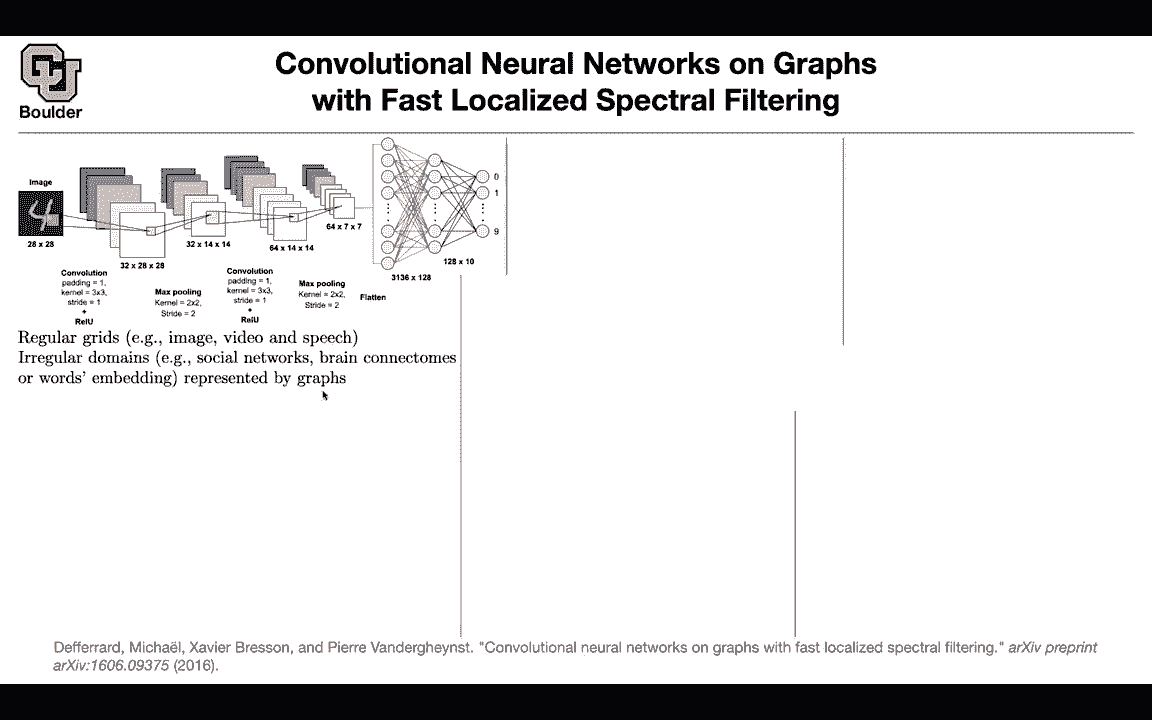 Boulder
Convolutional Neural Networks on Graphs
with Fast Localized Spectral Filtering
Image
28 x 28
32 x 28 x 28
32 x 14 x 14
64 x 14 x 14
64 x 7 x 7
3136 x 128
128 x 10
0
1
9
Convolution
padding = 1,
kernel = 3x3,
stride = 1
+
RelU
Max pooling
Kernel = 2x2,
Stride = 2
Convolution
padding = 1,
kernel = 3x3,
stride = 1
+
RelU
Max pooling
Kernel = 2x2,
Stride = 2
Flatten
Regular grids (e.g., image, video and speech)
Irregular domains (e.g., social networks, brain connectomes
or words' embedding) represented by graphs
Defferrard, Michaël, Xavier Bresson, and Pierre Vandergheynst. "Convolutional neural networks on graphs with fast localized spectral filtering." arXiv preprint
arXiv:1606.09375 (2016).